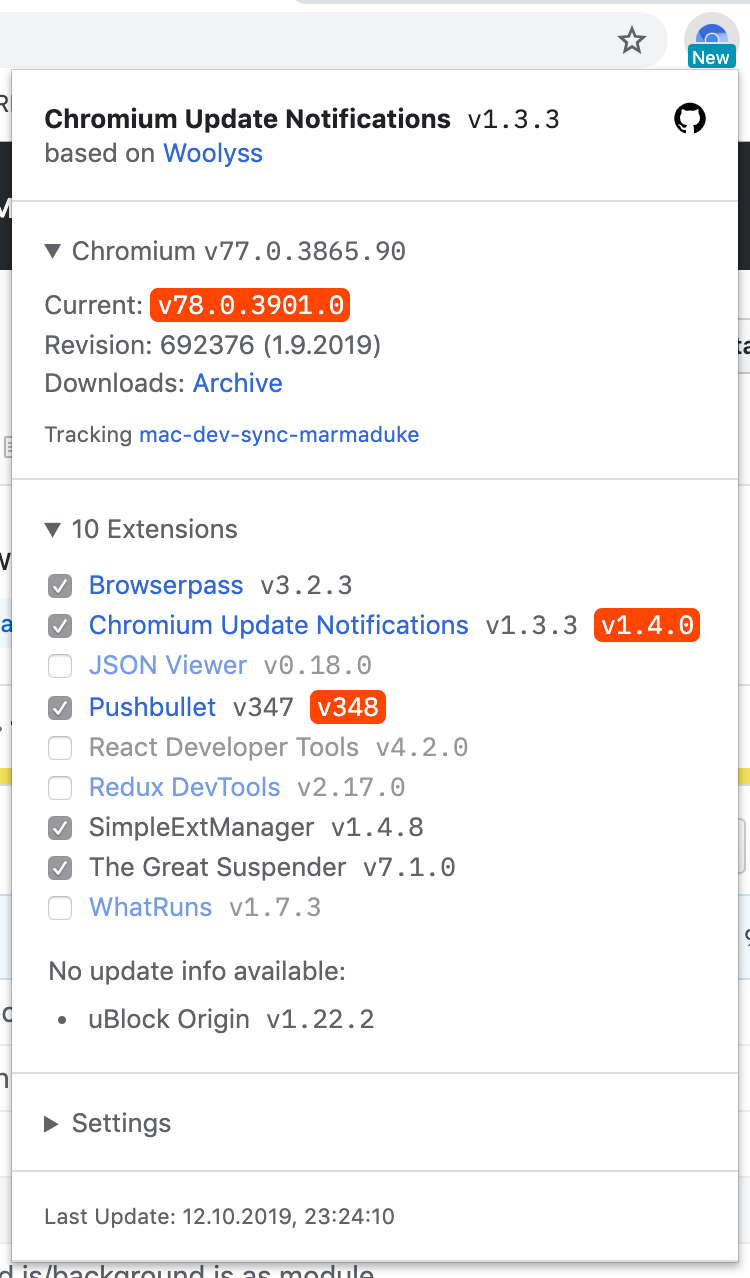 New
Chromium Update Notifications v1.3.3
based on Woolyss
▼ Chromium v77.0.3865.90
Current: v78.0.3901.0
Revision: 692376 (1.9.2019)
Downloads: Archive
Tracking mac-dev-sync-marmaduke
▼ 10 Extensions
Browserpass v3.2.3
Chromium Update Notifications v1.3.3 v1.4.0
JSON Viewer v0.18.0
Pushbullet v347 v348
React Developer Tools v4.2.0
Redux DevTools v2.17.0
SimpleExtManager v1.4.8
The Great Suspender v7.1.0
WhatRuns v1.7.3
No update info available:
• uBlock Origin v1.22.2
▶ Settings
Last Update: 12.10.2019, 23:24:10
d is/background is as module